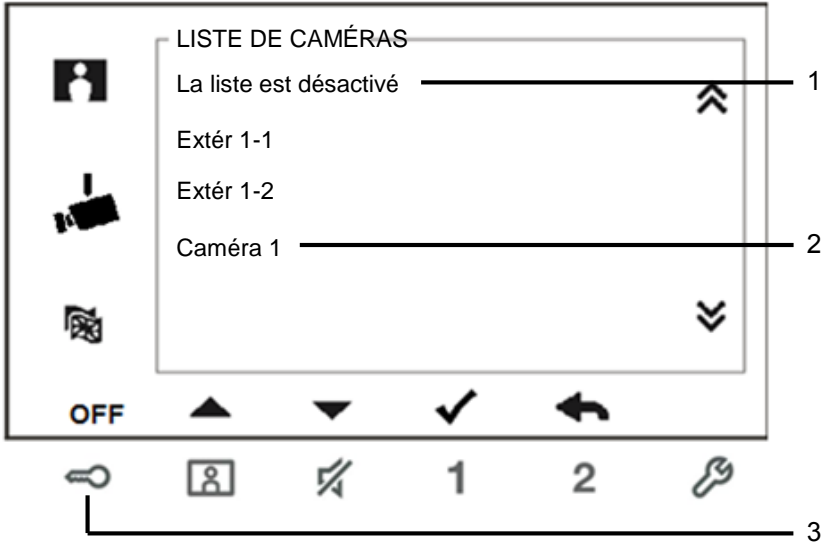 LISTE DE CAMÉRAS
La liste est désactivé
1
Extér 1-1
Extér 1-2
Caméra 1
2
OFF
1
2
3